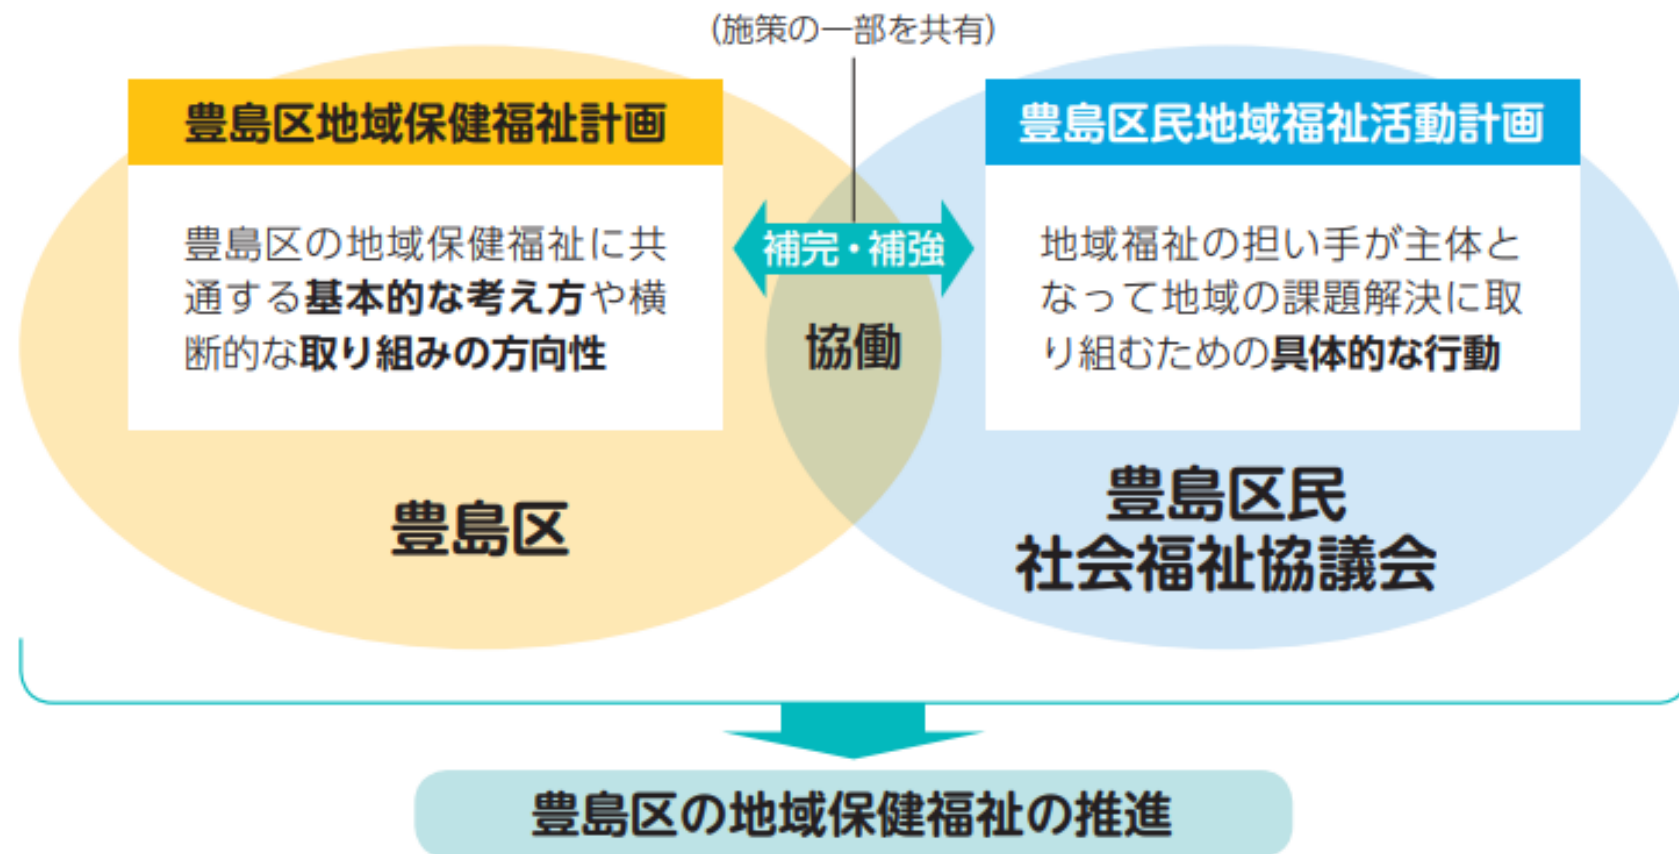 (施策の一部を共有)
豊島区地域保健福祉計画
豊島区の地域保健福祉に共
通する基本的な考え方や横
断的な取り組みの方向性
豊島区
補完・補強
協働
豊島区民地域福祉活動計画
地域福祉の担い手が主体と
なって地域の課題解決に取
り組むための具体的な行動
豊島区民
社会福祉協議会
豊島区の地域保健福祉の推進